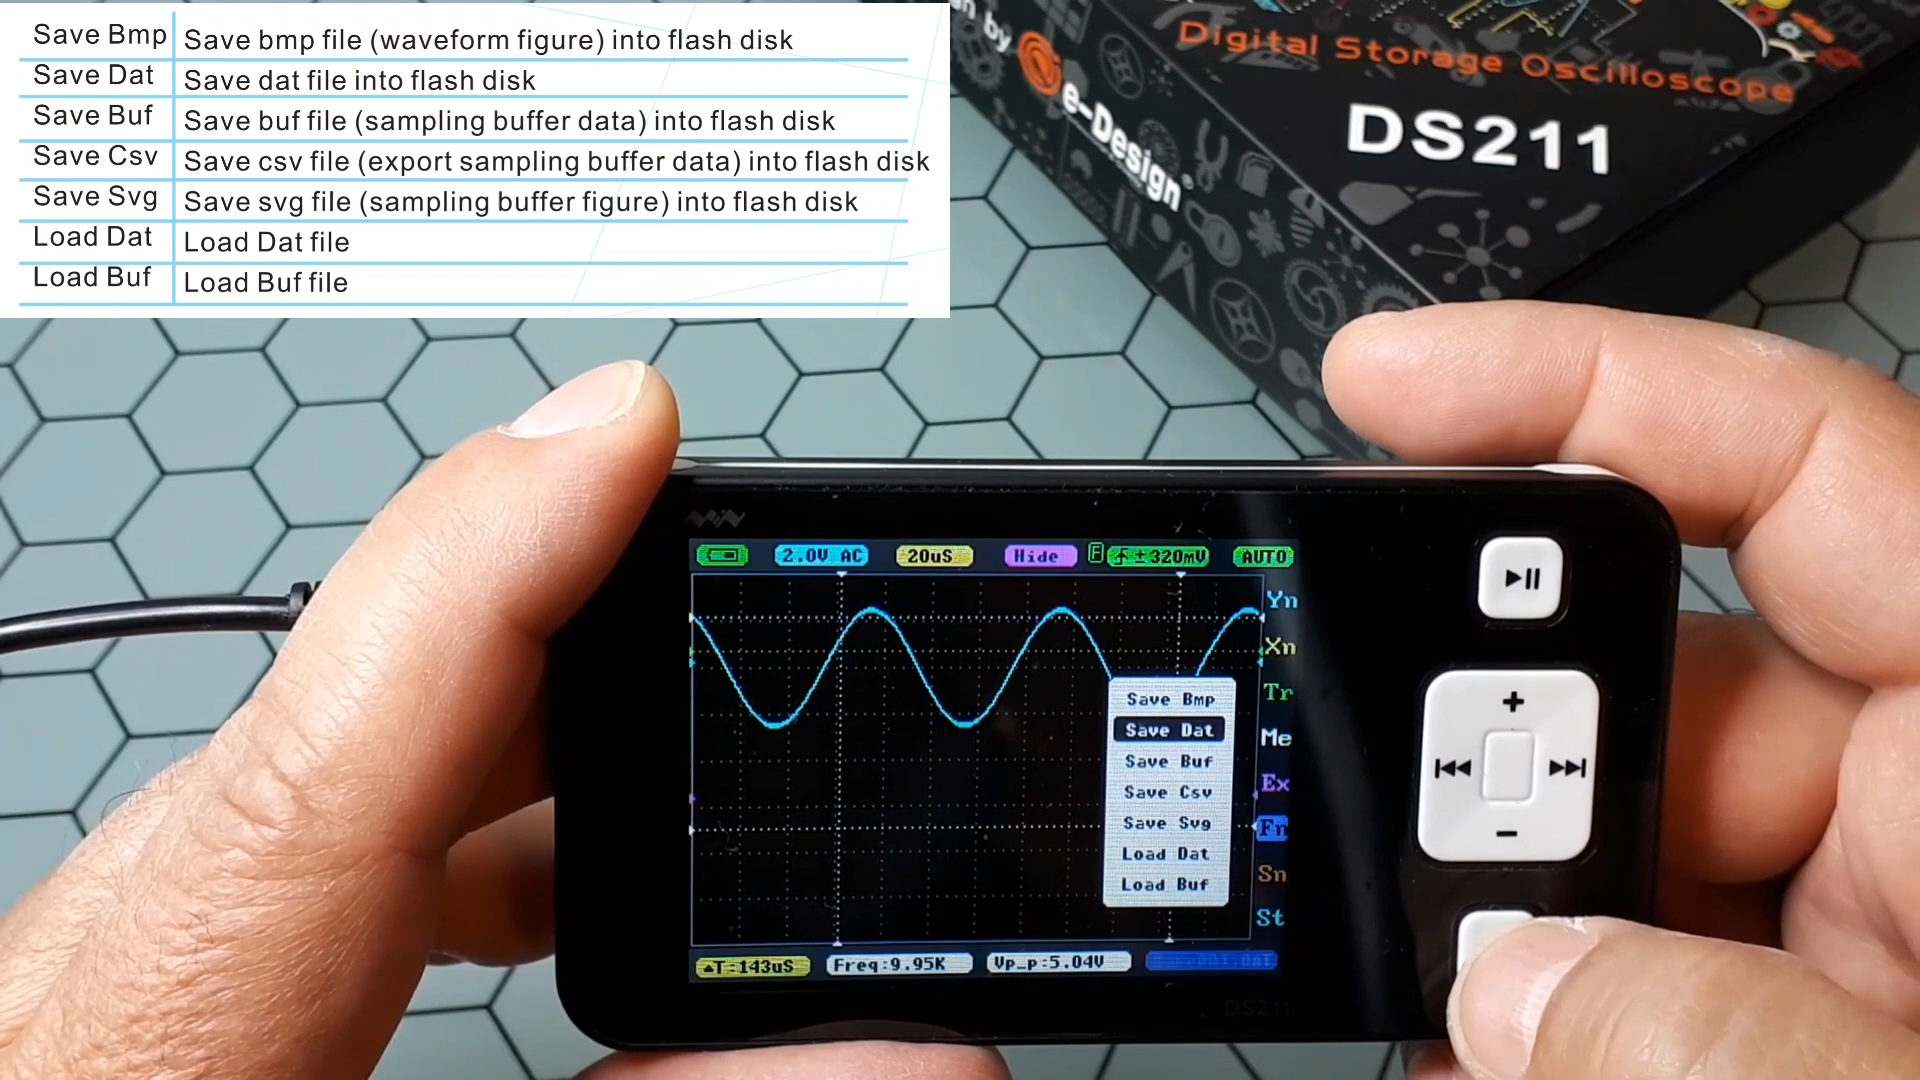 Save Bmp Save bmp file (waveform figure) into flash disk
Save Dat Save dat file into flash disk
Save Buf Save buf file (sampling buffer data) into flash disk
Save Csv Save csv file (export sampling buffer data) into flash disk
Save Svg Save svg file (sampling buffer figure) into flash disk
Load Dat Load Dat file
Load Buf Load Buf file
by e-Design®
Digital Storage Oscilloscope
DS211
2.0V AC 20uS Hide F ±320mV AUTO
Yn
Xn
Tr
Me
Ex
Fn
Sn
St
Save Bmp
Save Dat
Save Buf
Save Csv
Save Svg
Load Dat
Load Buf
▲T:143uS Freq:9.95K Vp_p:5.04V
DS211